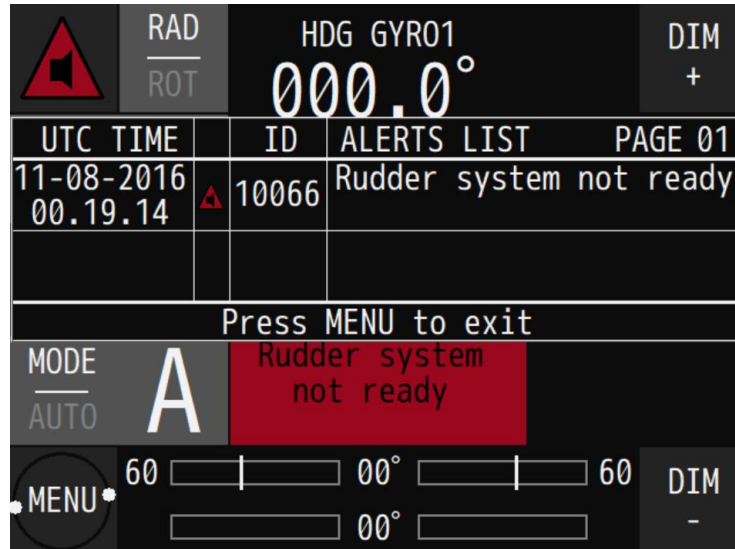 RAD
ROT
HDG GYRO1
000.0°
DIM
+
UTC TIME ID ALERTS LIST PAGE 01
11-08-2016
00.19.14
10066
Rudder system not ready
Press MENU to exit
MODE
AUTO
A
Rudder system
not ready
MENU
60 00° 60
00°
DIM
-